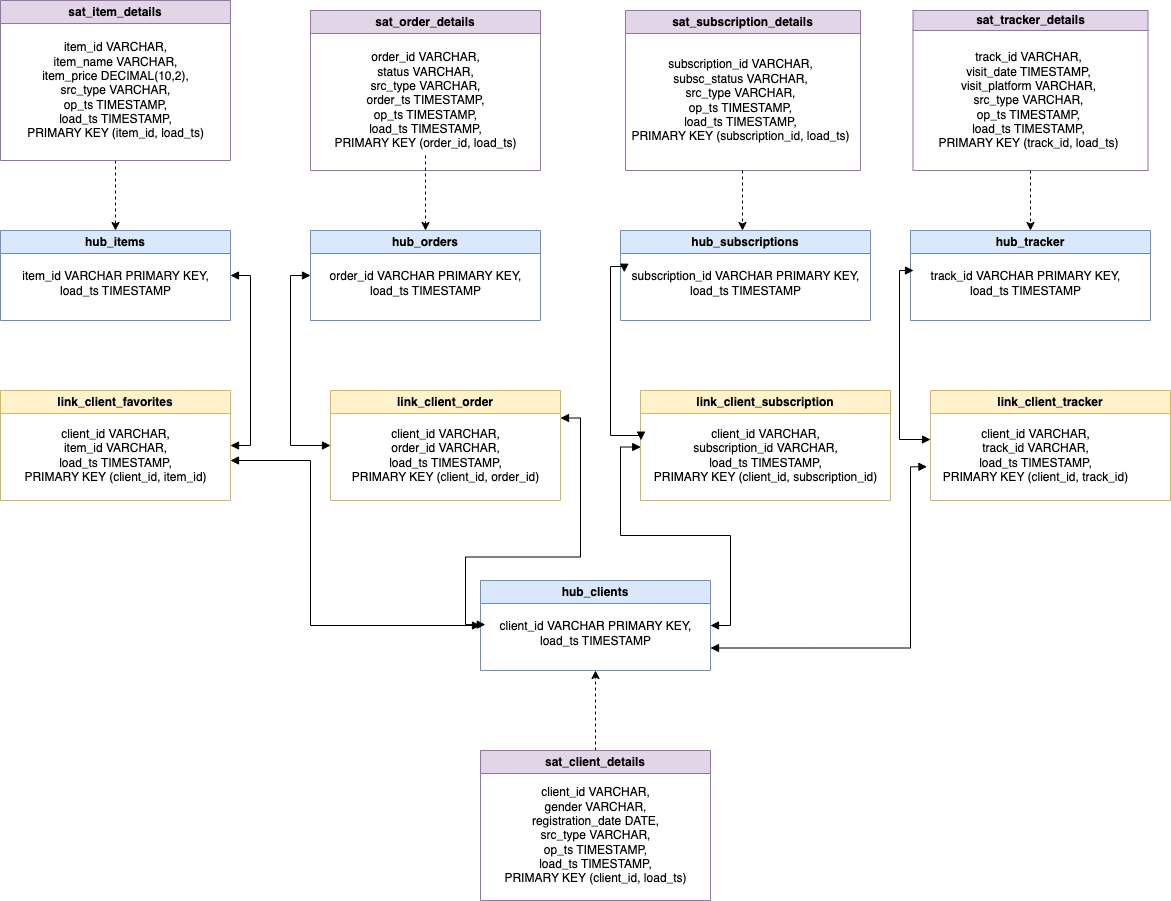 sat_item_details
item_id VARCHAR,
item_name VARCHAR,
item_price DECIMAL(10,2),
src_type VARCHAR,
op_ts TIMESTAMP,
load_ts TIMESTAMP,
PRIMARY KEY (item_id, load_ts)
sat_order_details
order_id VARCHAR,
status VARCHAR,
src_type VARCHAR,
order_ts TIMESTAMP,
op_ts TIMESTAMP,
load_ts TIMESTAMP,
PRIMARY KEY (order_id, load_ts)
sat_subscription_details
subscription_id VARCHAR,
subsc_status VARCHAR,
src_type VARCHAR,
op_ts TIMESTAMP,
load_ts TIMESTAMP,
PRIMARY KEY (subscription_id, load_ts)
sat_tracker_details
track_id VARCHAR,
visit_date TIMESTAMP,
visit_platform VARCHAR,
src_type VARCHAR,
op_ts TIMESTAMP,
load_ts TIMESTAMP,
PRIMARY KEY (track_id, load_ts)
hub_items
item_id VARCHAR PRIMARY KEY,
load_ts TIMESTAMP
hub_orders
order_id VARCHAR PRIMARY KEY,
load_ts TIMESTAMP
hub_subscriptions
subscription_id VARCHAR PRIMARY KEY,
load_ts TIMESTAMP
hub_tracker
track_id VARCHAR PRIMARY KEY,
load_ts TIMESTAMP
link_client_favorites
client_id VARCHAR,
item_id VARCHAR,
load_ts TIMESTAMP,
PRIMARY KEY (client_id, item_id)
link_client_order
client_id VARCHAR,
order_id VARCHAR,
load_ts TIMESTAMP,
PRIMARY KEY (client_id, order_id)
link_client_subscription
client_id VARCHAR,
subscription_id VARCHAR,
load_ts TIMESTAMP,
PRIMARY KEY (client_id, subscription_id)
link_client_tracker
client_id VARCHAR,
track_id VARCHAR,
load_ts TIMESTAMP,
PRIMARY KEY (client_id, track_id)
hub_clients
client_id VARCHAR PRIMARY KEY,
load_ts TIMESTAMP
sat_client_details
client_id VARCHAR,
gender VARCHAR,
registration_date DATE,
src_type VARCHAR,
op_ts TIMESTAMP,
load_ts TIMESTAMP,
PRIMARY KEY (client_id, load_ts)